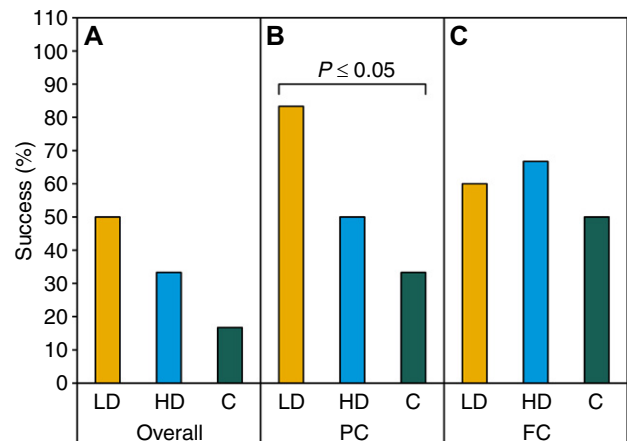 A B C
P ≤ 0.05
Success (%)
110
100
90
80
70
60
50
40
30
20
10
0
LD HD C LD HD C LD HD C
Overall PC FC